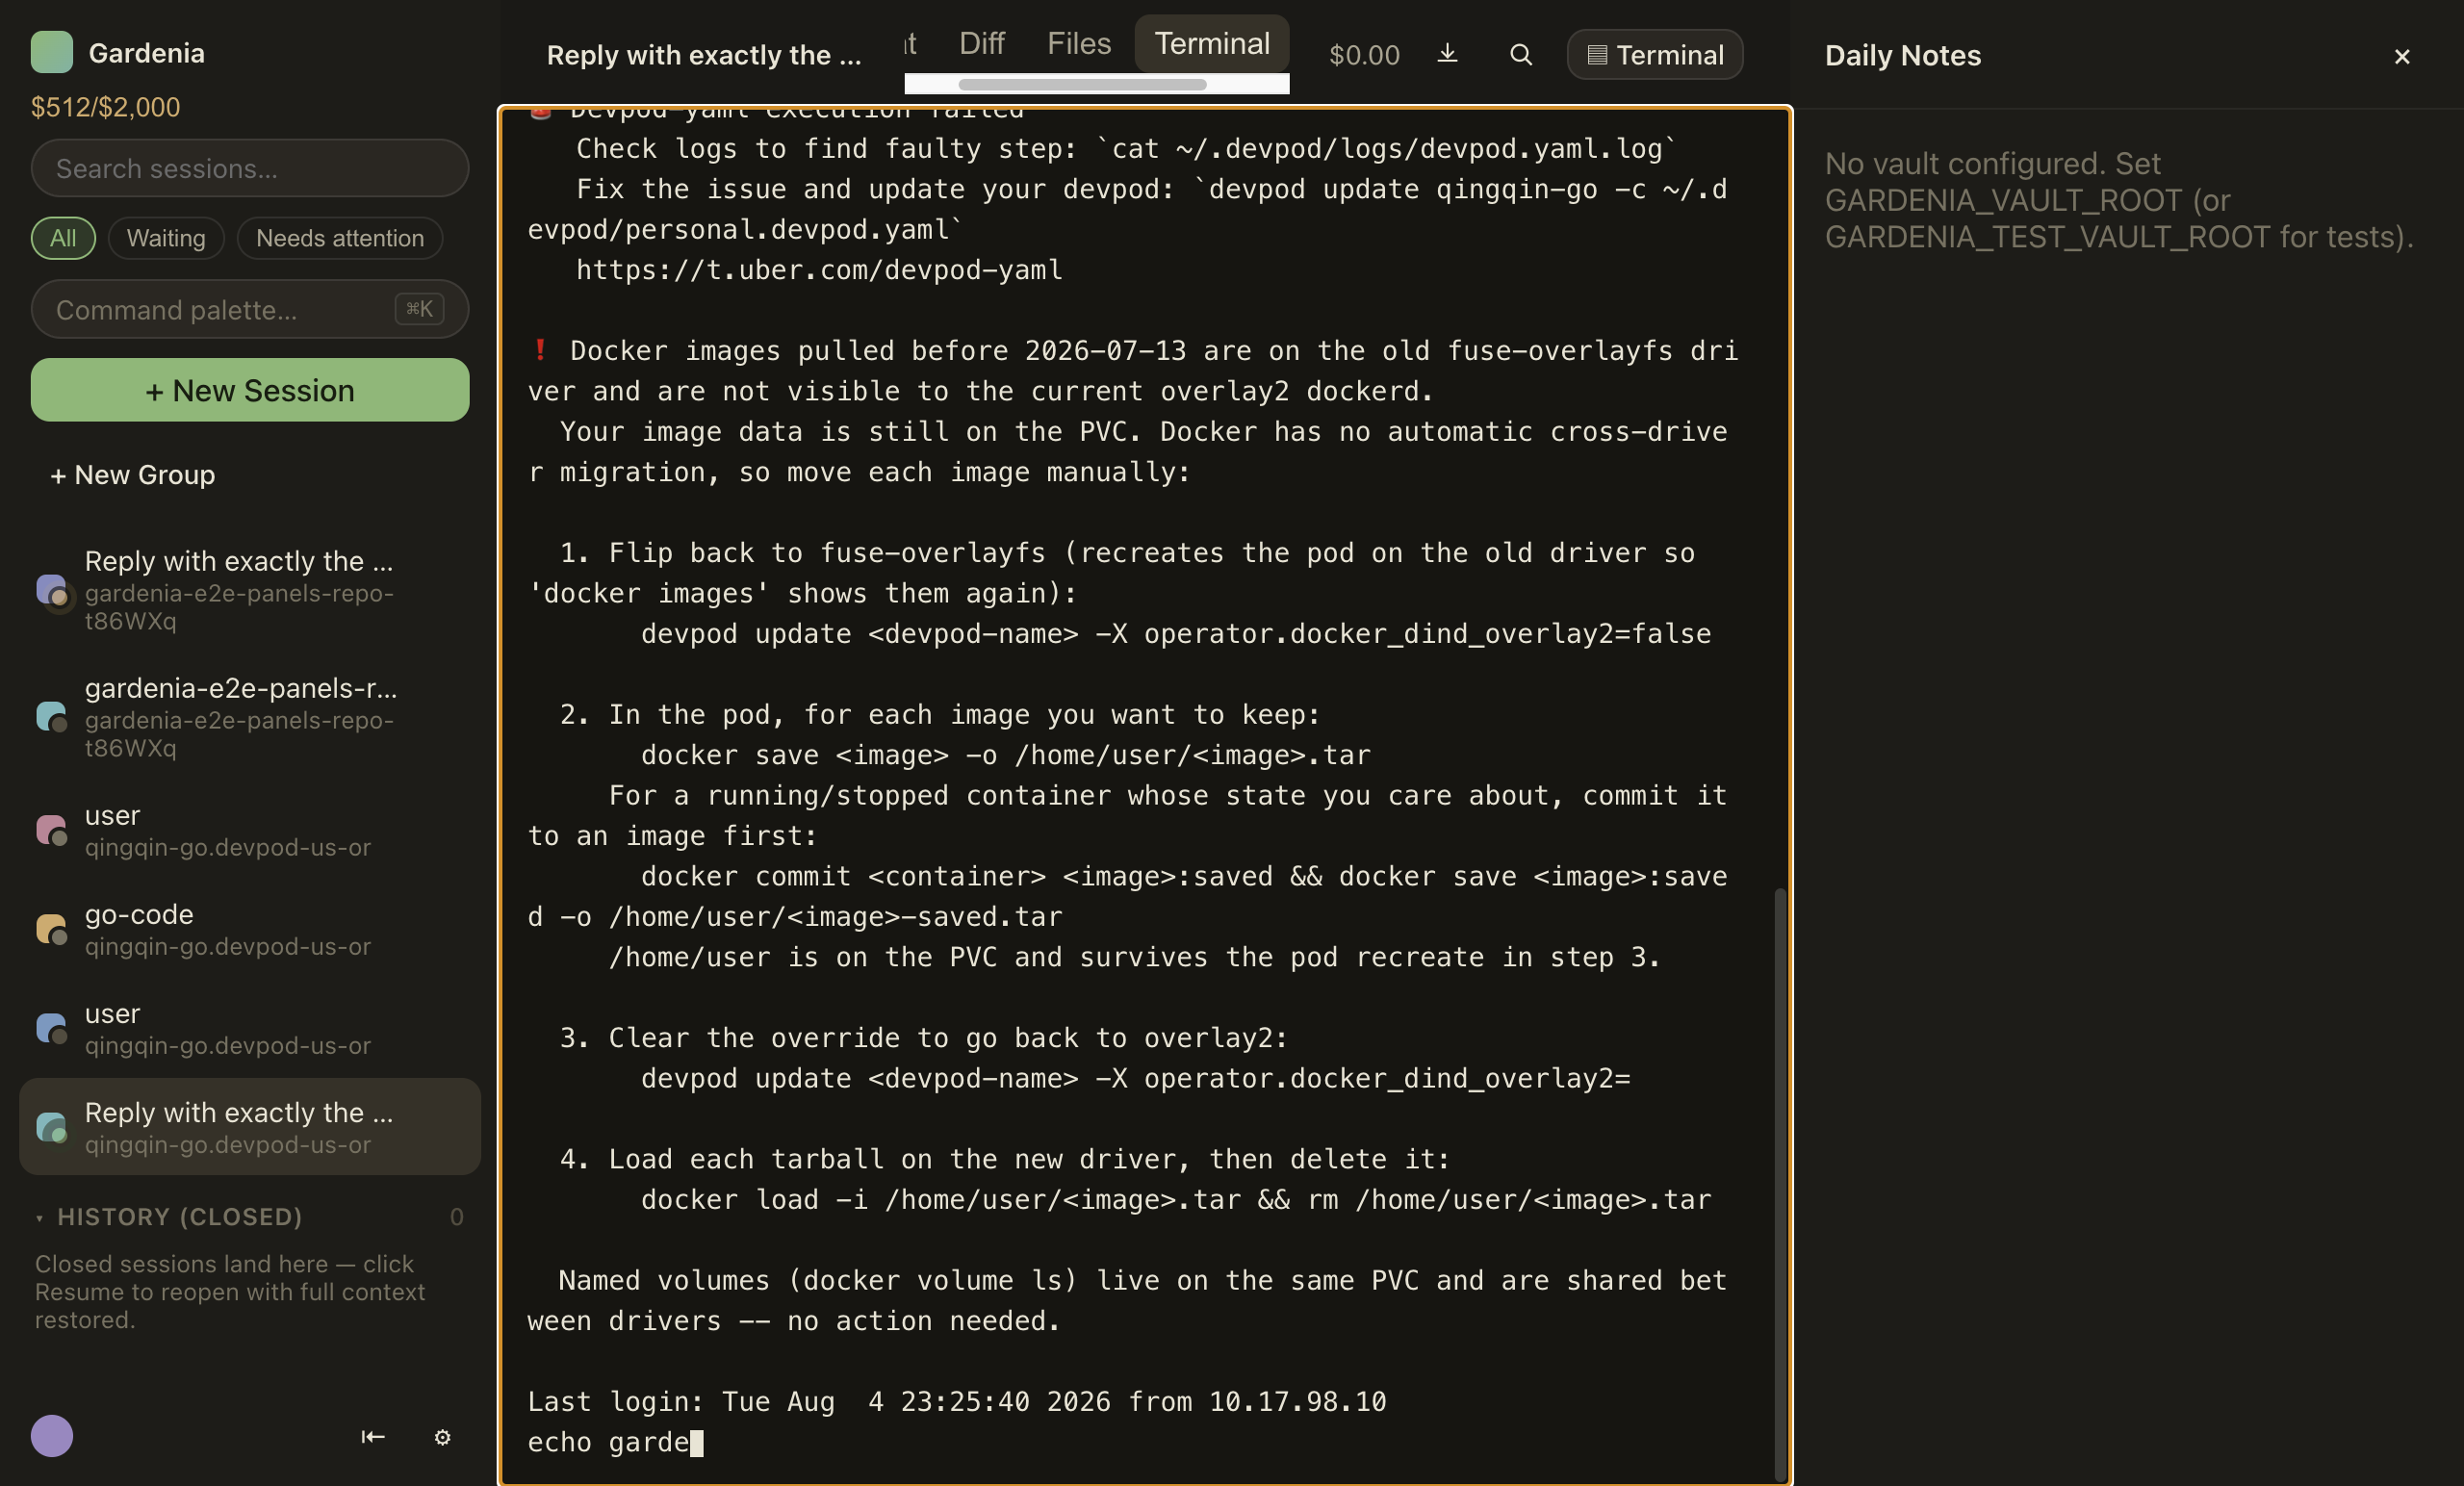 Gardenia
$512/$2,000
Search sessions...
All
Waiting
Needs attention
Command palette...
⌘K
+ New Session
+ New Group
Reply with exactly the ...
gardenia-e2e-panels-repo-
t86WXq
gardenia-e2e-panels-r...
gardenia-e2e-panels-repo-
t86WXq
user
qingqin-go.devpod-us-or
go-code
qingqin-go.devpod-us-or
user
qingqin-go.devpod-us-or
Reply with exactly the ...
qingqin-go.devpod-us-or
HISTORY (CLOSED)
0
Closed sessions land here — click
Resume to reopen with full context
restored.
Reply with exactly the ...
Diff
Files
Terminal
$0.00
Terminal
Devpod-yaml execution failed
Check logs to find faulty step: `cat ~/.devpod/logs/devpod.yaml.log`
Fix the issue and update your devpod: `devpod update qingqin-go -c ~/.d
evpod/personal.devpod.yaml`
https://t.uber.com/devpod-yaml
❗ Docker images pulled before 2026-07-13 are on the old fuse-overlayfs dri
ver and are not visible to the current overlay2 dockerd.
Your image data is still on the PVC. Docker has no automatic cross-drive
r migration, so move each image manually:
1. Flip back to fuse-overlayfs (recreates the pod on the old driver so
'docker images' shows them again):
devpod update <devpod-name> -X operator.docker_dind_overlay2=false
2. In the pod, for each image you want to keep:
docker save <image> -o /home/user/<image>.tar
For a running/stopped container whose state you care about, commit it
to an image first:
docker commit <container> <image>:saved && docker save <image>:save
d -o /home/user/<image>-saved.tar
/home/user is on the PVC and survives the pod recreate in step 3.
3. Clear the override to go back to overlay2:
devpod update <devpod-name> -X operator.docker_dind_overlay2=
4. Load each tarball on the new driver, then delete it:
docker load -i /home/user/<image>.tar && rm /home/user/<image>.tar
Named volumes (docker volume ls) live on the same PVC and are shared bet
ween drivers -- no action needed.
Last login: Tue Aug  4 23:25:40 2026 from 10.17.98.10
echo garde
Daily Notes
×
No vault configured. Set
GARDENIA_VAULT_ROOT (or
GARDENIA_TEST_VAULT_ROOT for tests).